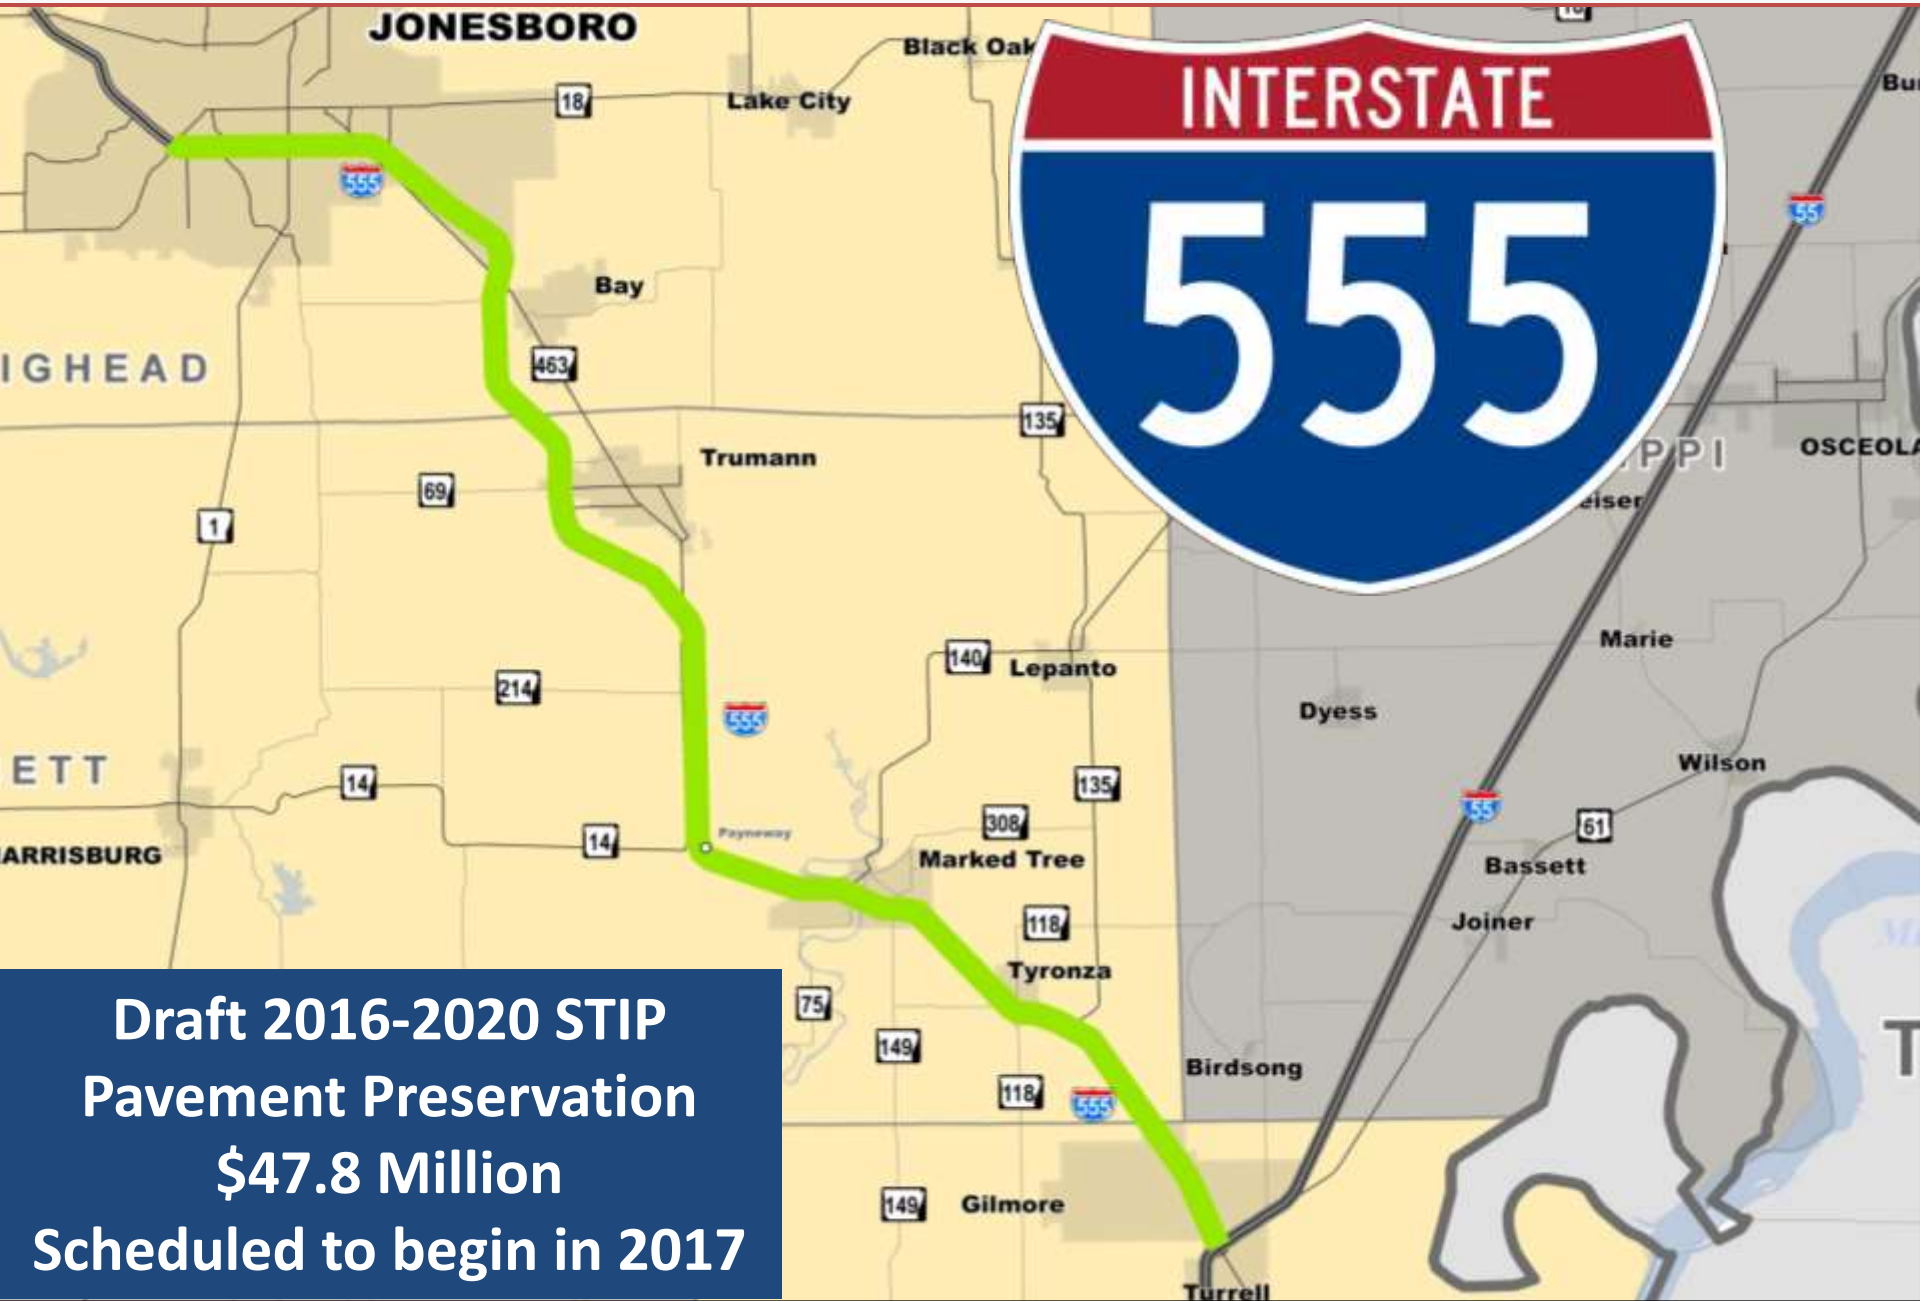 JONESBORO
Black Oak
INTERSTATE
555
18
Lake City
555
55
Bay
IGHEAD
463
135
Trumann
PPI
OSCEOLA
69
eiser
1
140
Lepanto
Marie
214
555
Dyess
ETT
14
135
Wilson
55
61
308
14
Payneway
ARRISBURG
Marked Tree
Bassett
118
Joiner
Tyronza
75
149
Birdsong
118
555
149
Gilmore
Turrell
Draft 2016-2020 STIP
Pavement Preservation
$47.8 Million
Scheduled to begin in 2017